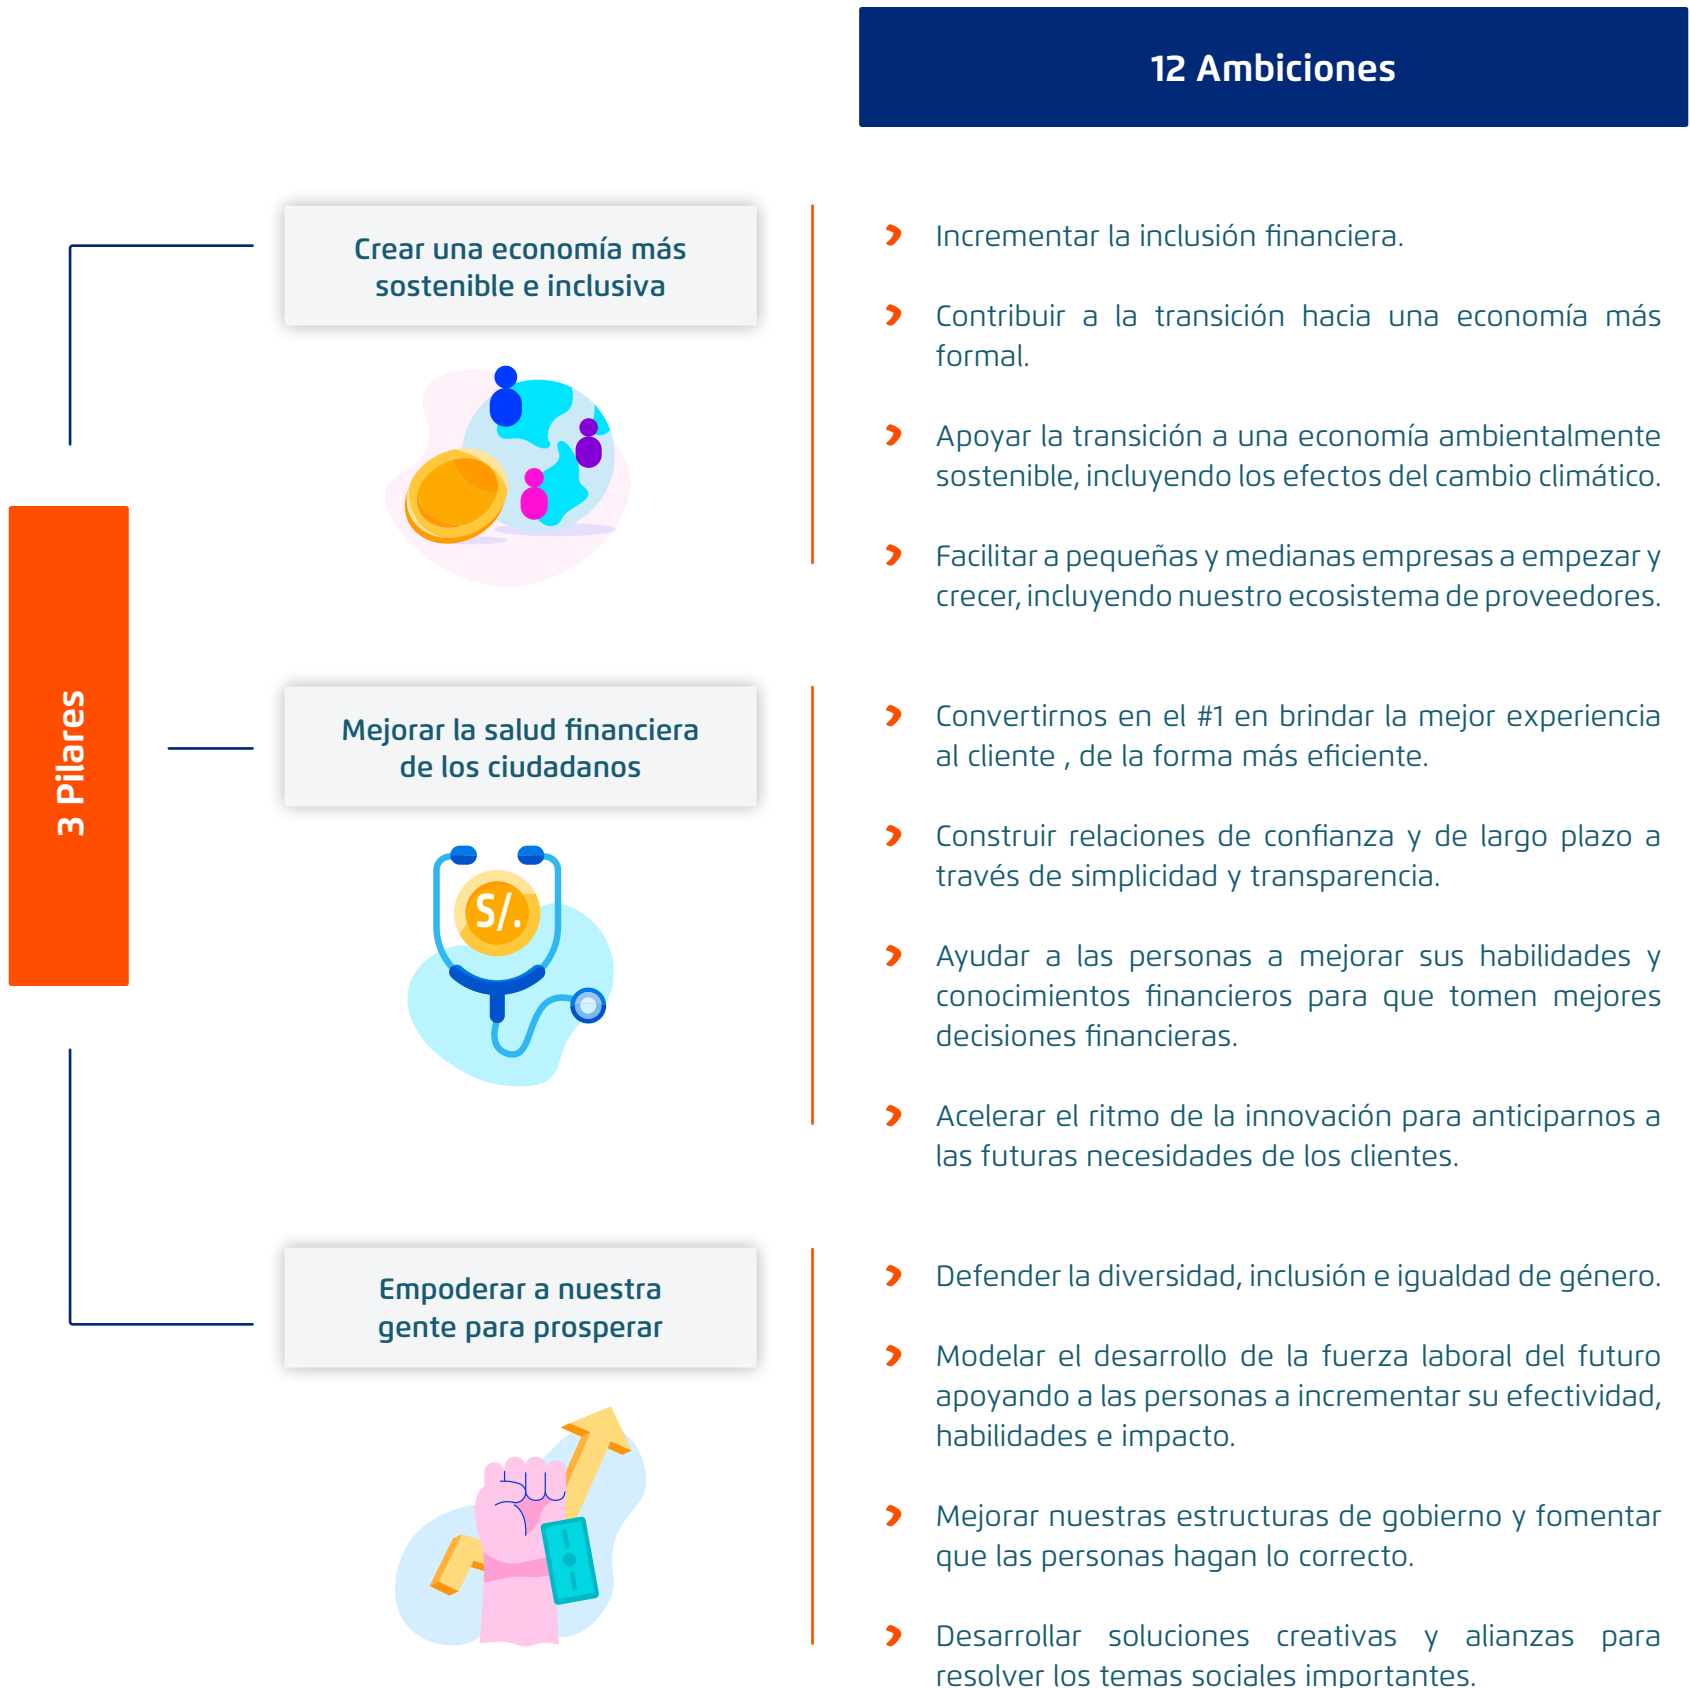 12 Ambiciones
3 Pilares
Crear una economía más
sostenible e inclusiva
Incrementar la inclusión financiera.
Contribuir a la transición hacia una economía más
formal.
Apoyar la transición a una economía ambientalmente
sostenible, incluyendo los efectos del cambio climático.
Facilitar a pequeñas y medianas empresas a empezar y
crecer, incluyendo nuestro ecosistema de proveedores.
Mejorar la salud financiera
de los ciudadanos
S/.
Convertirnos en el #1 en brindar la mejor experiencia
al cliente , de la forma más eficiente.
Construir relaciones de confianza y de largo plazo a
través de simplicidad y transparencia.
Ayudar a las personas a mejorar sus habilidades y
conocimientos financieros para que tomen mejores
decisiones financieras.
Acelerar el ritmo de la innovación para anticiparnos a
las futuras necesidades de los clientes.
Empoderar a nuestra
gente para prosperar
Defender la diversidad, inclusión e igualdad de género.
Modelar el desarrollo de la fuerza laboral del futuro
apoyando a las personas a incrementar su efectividad,
habilidades e impacto.
Mejorar nuestras estructuras de gobierno y fomentar
que las personas hagan lo correcto.
Desarrollar soluciones creativas y alianzas para
resolver los temas sociales importantes.